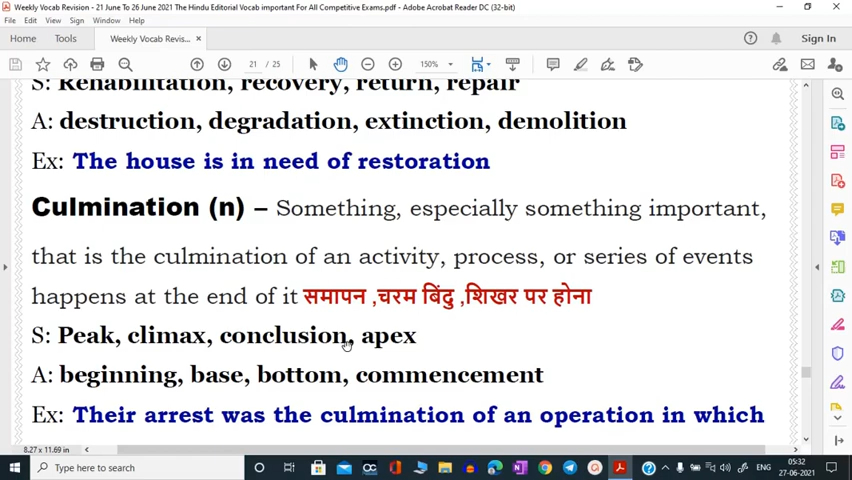 Weekly Vocab Revision - 21 June To 26 June 2021 The Hindu Editorial Vocab important For All Competitive Exams.pdf - Adobe Acrobat Reader DC (32-bit)
File Edit View Sign Window Help
Home Tools Weekly Vocab Revis... × Sign In
21 / 25 150%
S: Rehabilitation, recovery, return, repair
A: destruction, degradation, extinction, demolition
Ex: The house is in need of restoration
Culmination (n) – Something, especially something important,
that is the culmination of an activity, process, or series of events
happens at the end of it समापन ,चरम बिंदु ,शिखर पर होना
S: Peak, climax, conclusion, apex
A: beginning, base, bottom, commencement
Ex: Their arrest was the culmination of an operation in which
8.27 x 11.69 in
Type here to search
ENG
05:32
27-06-2021